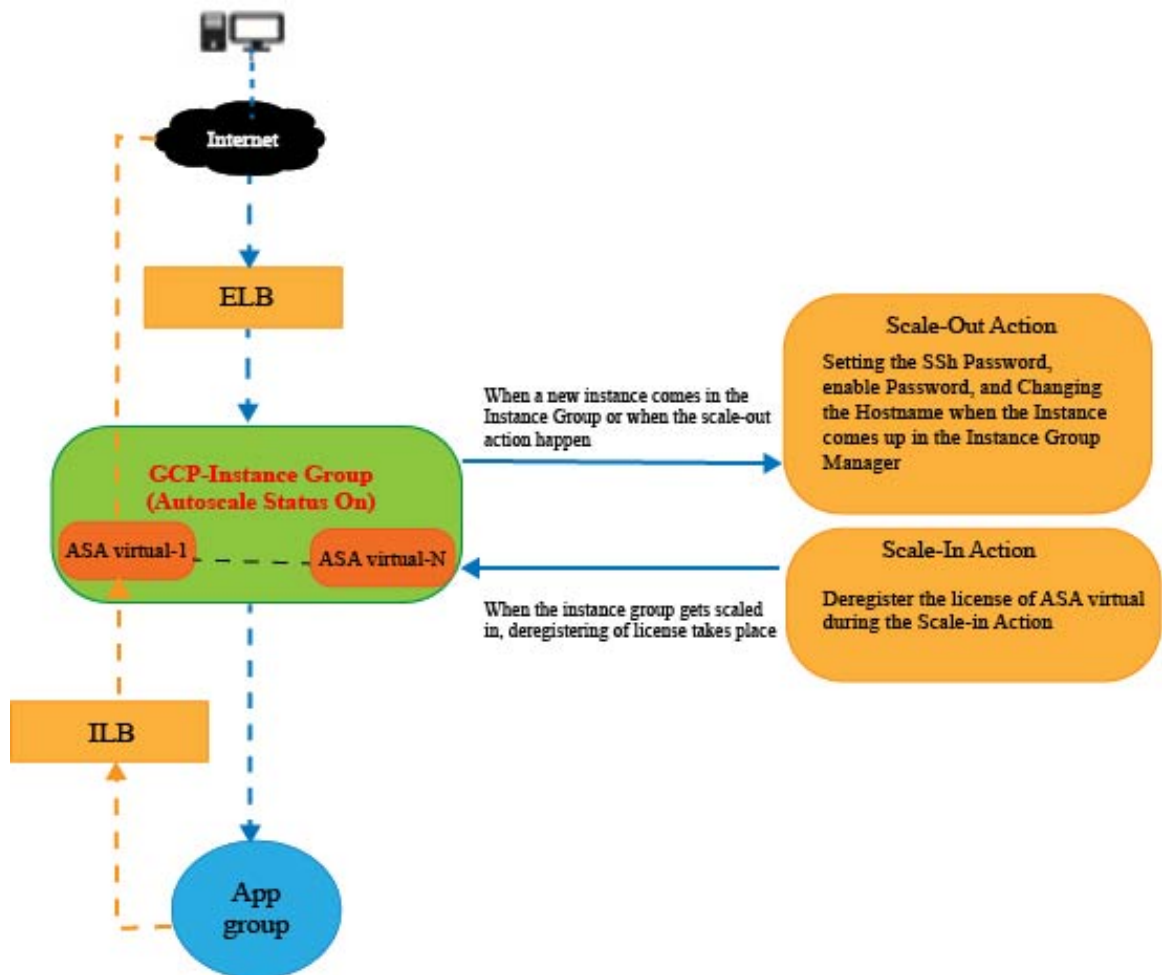 Internet
ELB
Scale-Out Action
Setting the SSh Password,
enable Password, and Changing
the Hostname when the Instance
comes up in the Instance Group
Manager
When a new instance comes in the
Instance Group or when the scale-out
action happen
GCP-Instance Group
(Autoscale Status On)
ASA virtual-1
ASA virtual-N
Scale-In Action
Deregister the license of ASA virtual
during the Scale-in Action
When the instance group gets scaled
in, deregistering of license takes place
ILB
App
group